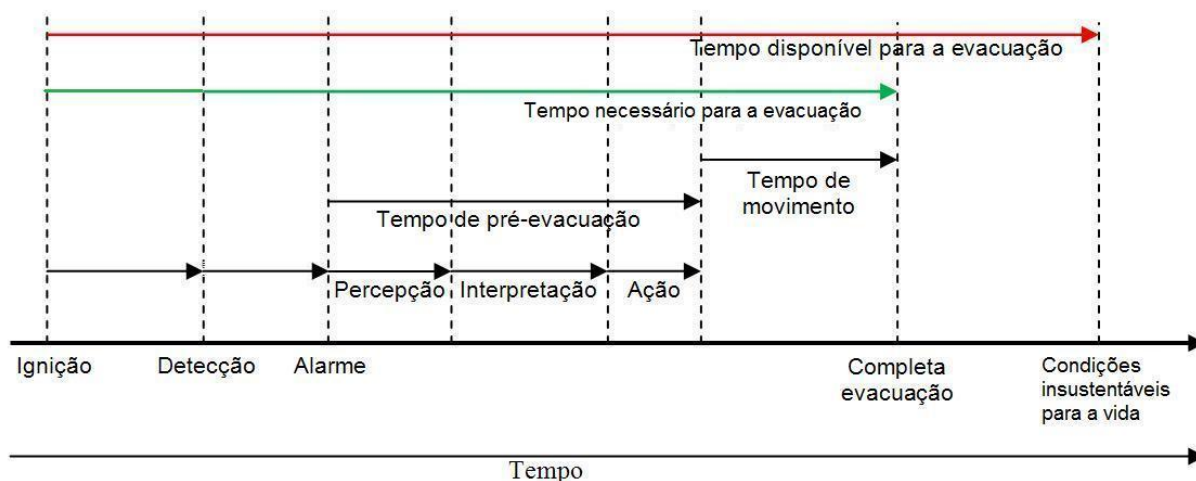 Tempo disponível para a evacuação
Tempo necessário para a evacuação
Tempo de
movimento
Tempo de pré-evacuação
Percepção
Interpretação
Ação
Ignição
Detecção
Alarme
Completa
evacuação
Condições
insustentáveis
para a vida
Tempo